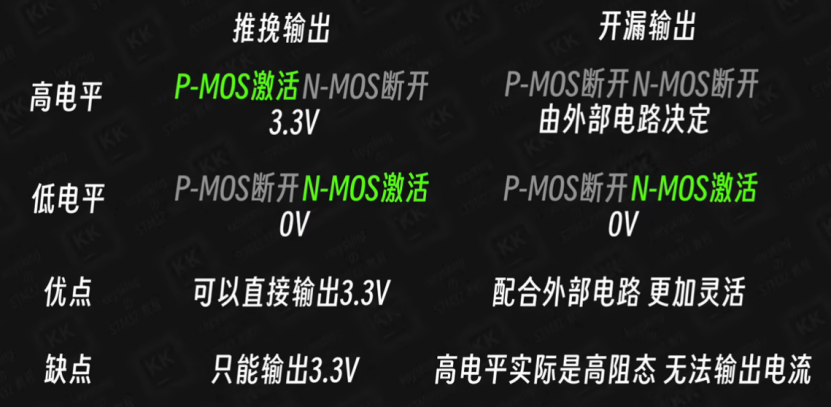 推挽输出 开漏输出
高电平 P-MOS激活 N-MOS断开 P-MOS断开 N-MOS断开
3.3V 由外部电路决定
低电平 P-MOS断开 N-MOS激活 P-MOS断开 N-MOS激活
0V 0V
优点 可以直接输出3.3V 配合外部电路 更加灵活
缺点 只能输出3.3V 高电平实际是高阻态 无法输出电流